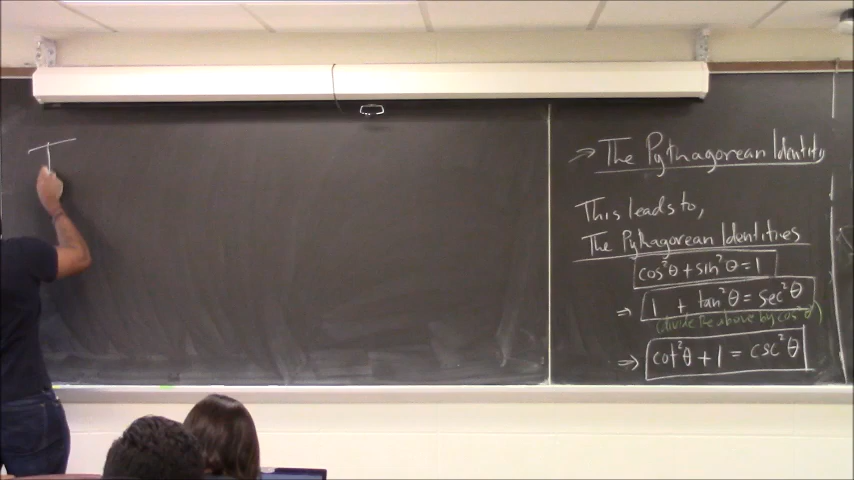 T
→ The Pythagorean Identity
This leads to,
The Pythagorean Identities
cos²θ + sin²θ = 1
⇒ 1 + tan²θ = sec²θ
(divide the above by cos²θ)
⇒ cot²θ + 1 = csc²θ